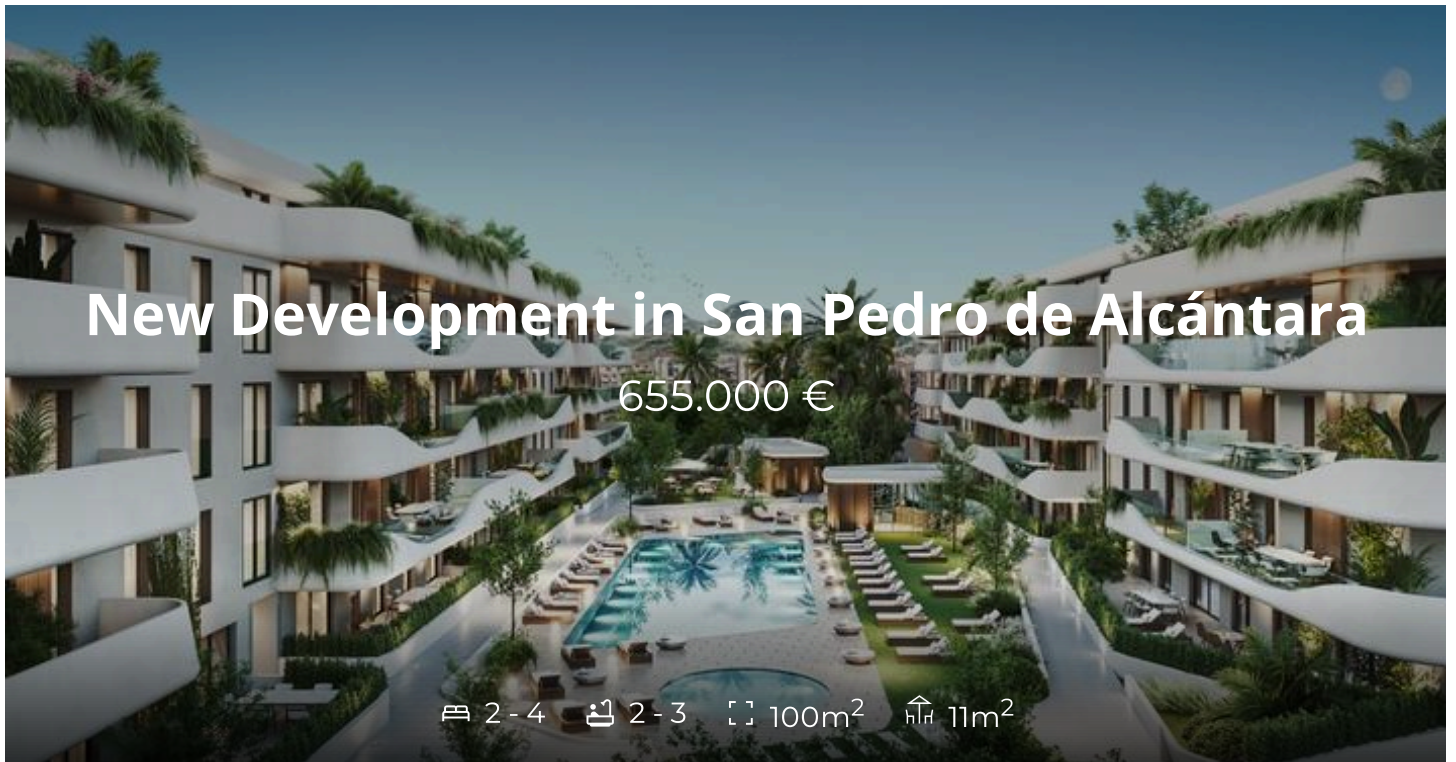 New Development in San Pedro de Alcántara
655.000 €
2 - 4 2 - 3 100m² 11m²